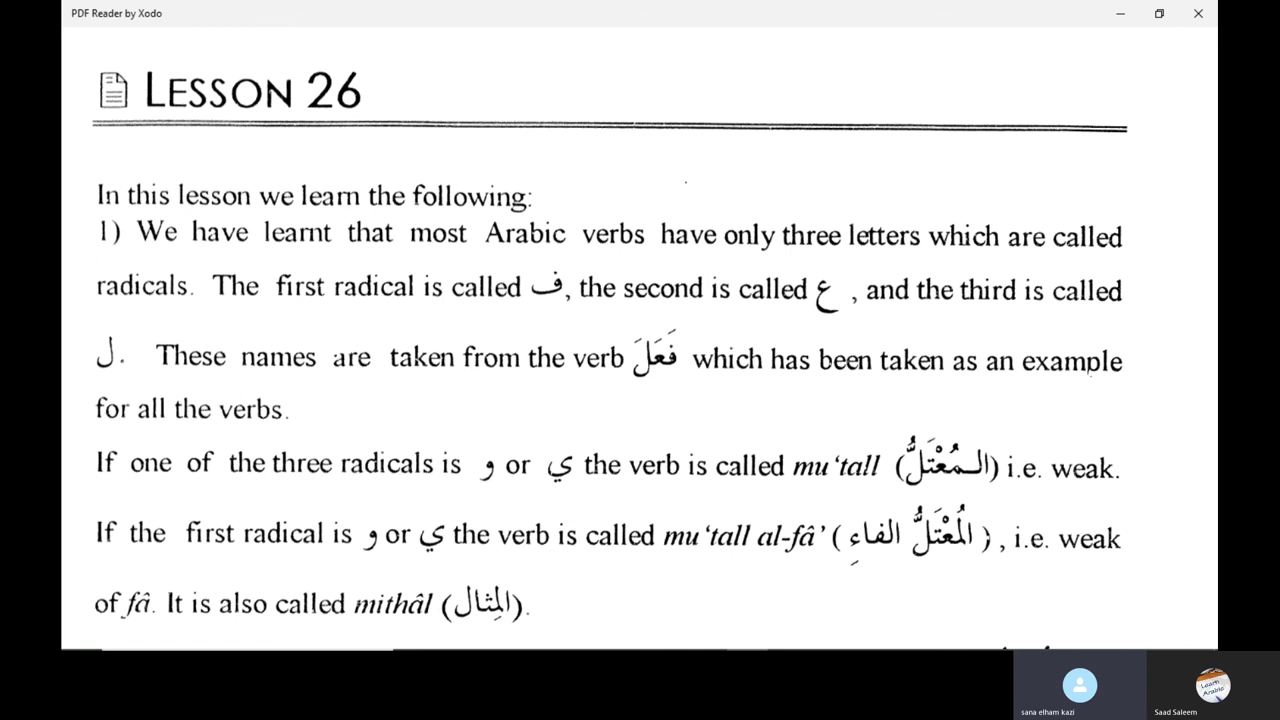 PDF Reader by Xodo
LESSON 26
In this lesson we learn the following:
1) We have learnt that most Arabic verbs have only three letters which are called
radicals. The first radical is called ف, the second is called ع , and the third is called
ل. These names are taken from the verb فَعَلَ which has been taken as an example
for all the verbs.
If one of the three radicals is و or ي the verb is called mu‘tall (الـمُعْتَلُّ) i.e. weak.
If the first radical is و or ي the verb is called mu‘tall al-fâ’ (المُعْتَلُّ الفاءِ) , i.e. weak
of fâ. It is also called mithâl (المِثال).
sana elham kazi
Saad Saleem
Learn
Arabic